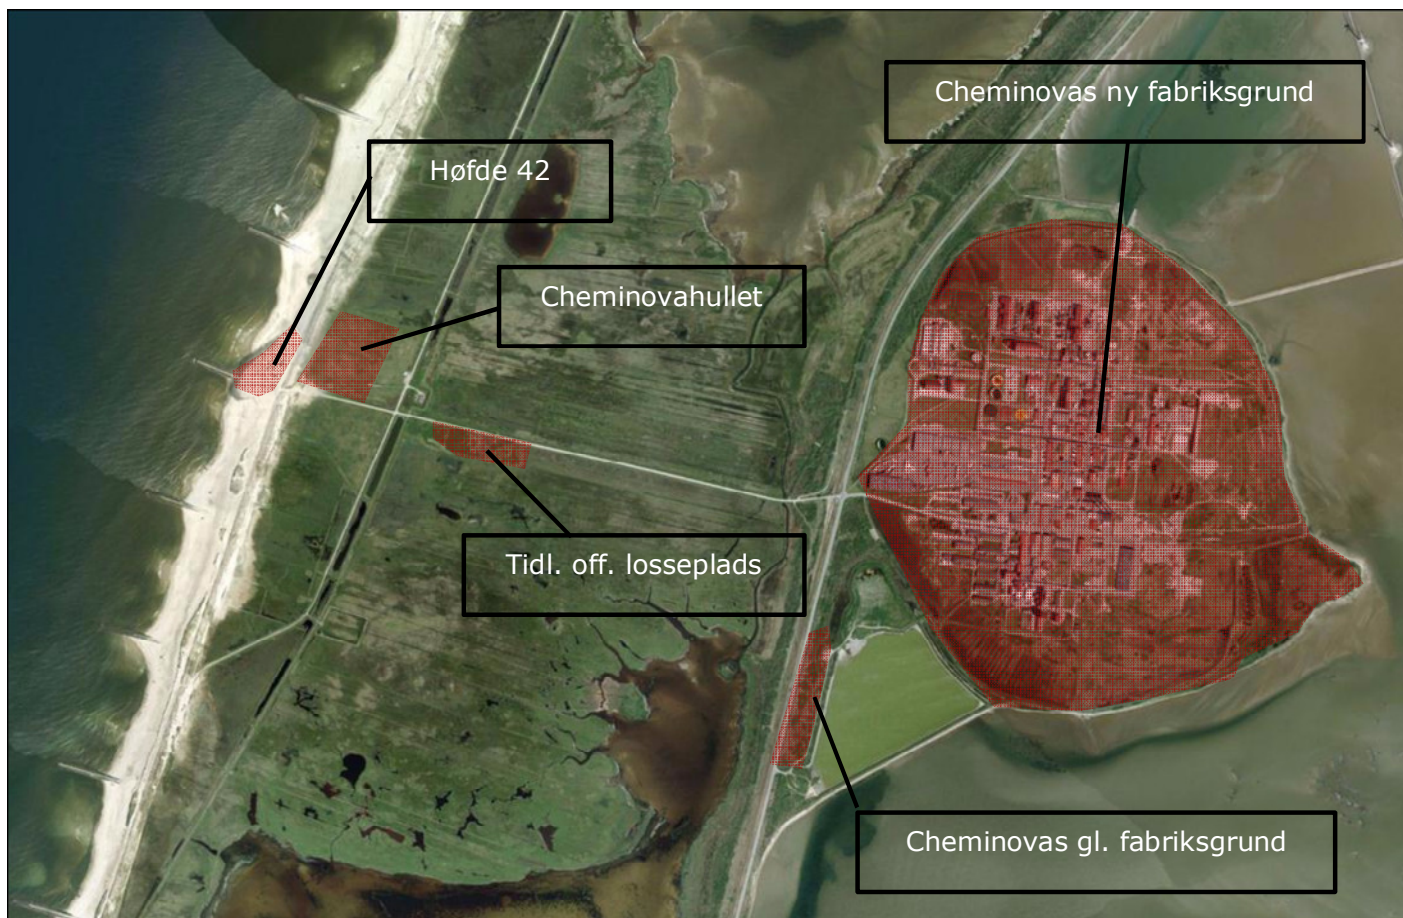 Cheminovas ny fabriksgrund
Høfde 42
Cheminovahullet
Tidl. off. losseplads
Cheminovas gl. fabriksgrund